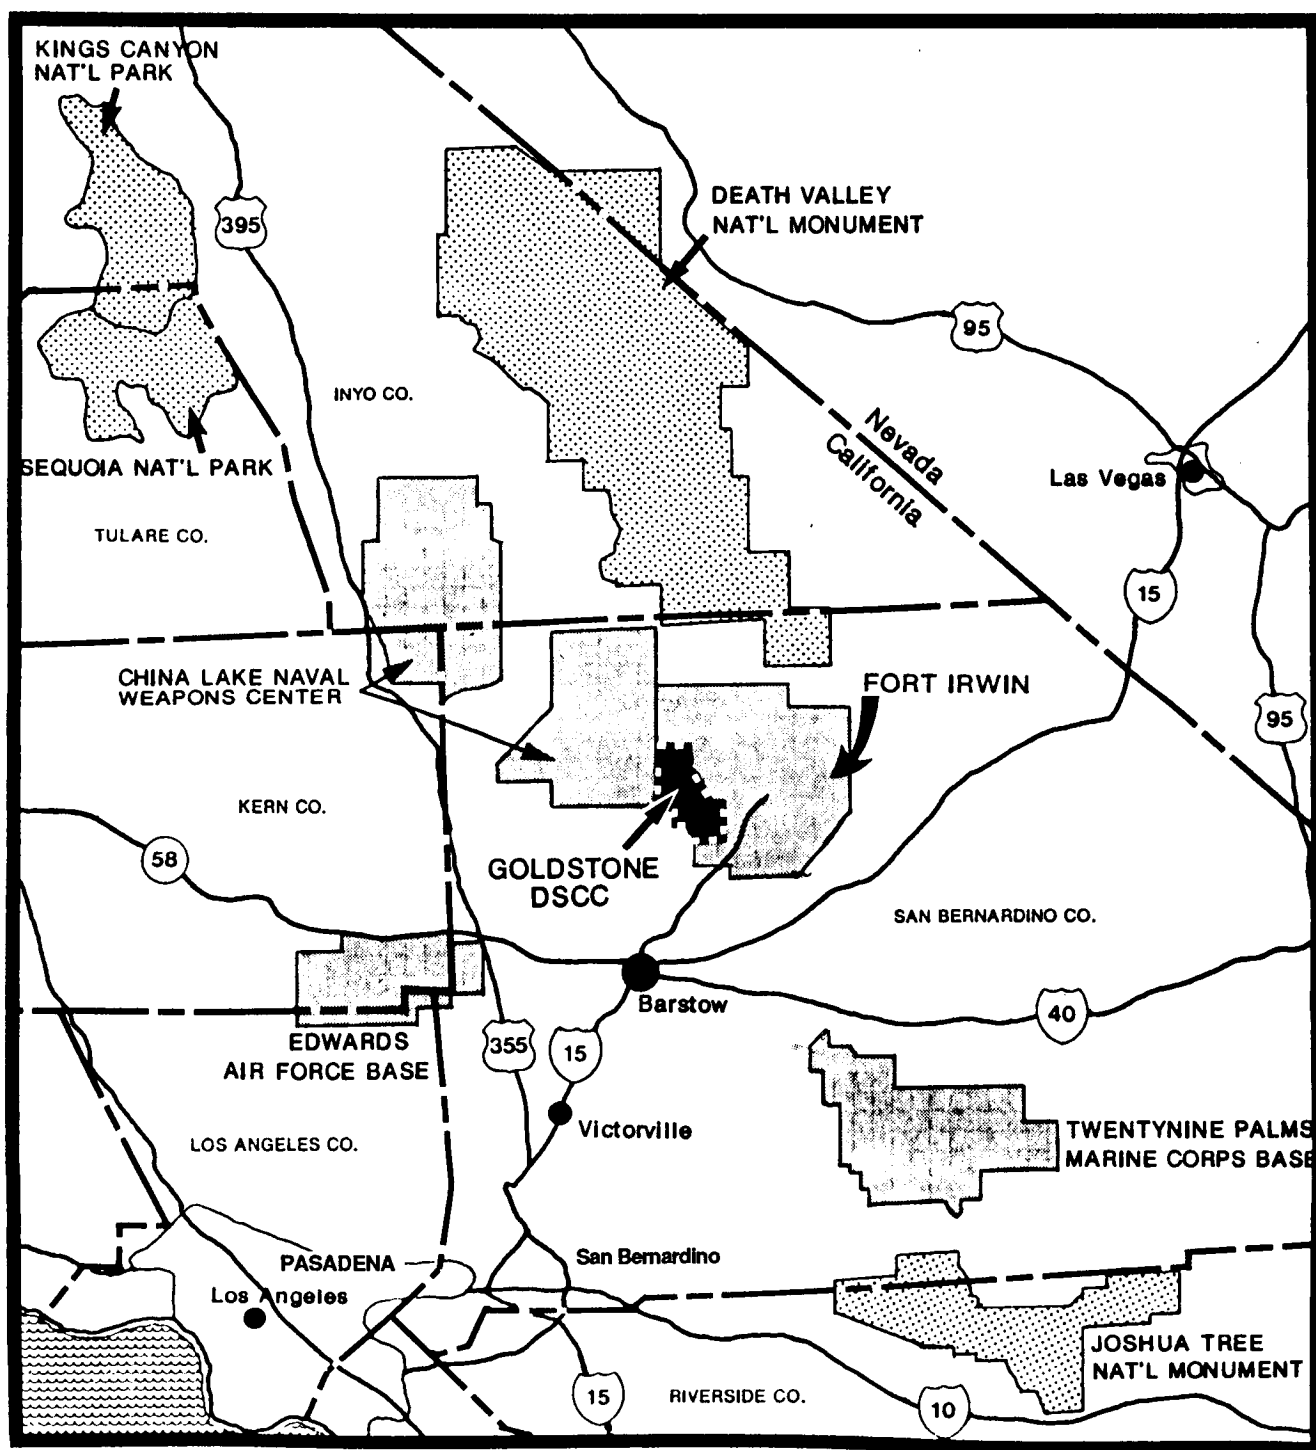 KINGS CANYON
NAT'L PARK
395
DEATH VALLEY
NAT'L MONUMENT
95
INYO CO.
Nevada
California
SEQUOIA NAT'L PARK
Las Vegas
TULARE CO.
15
CHINA LAKE NAVAL
WEAPONS CENTER
FORT IRWIN
95
KERN CO.
58
GOLDSTONE
DSCC
SAN BERNARDINO CO.
Barstow
40
EDWARDS
AIR FORCE BASE
355
15
Victorville
LOS ANGELES CO.
TWENTYNINE PALMS
MARINE CORPS BASE
PASADENA
San Bernardino
Los Angeles
JOSHUA TREE
NAT'L MONUMENT
15
RIVERSIDE CO.
10